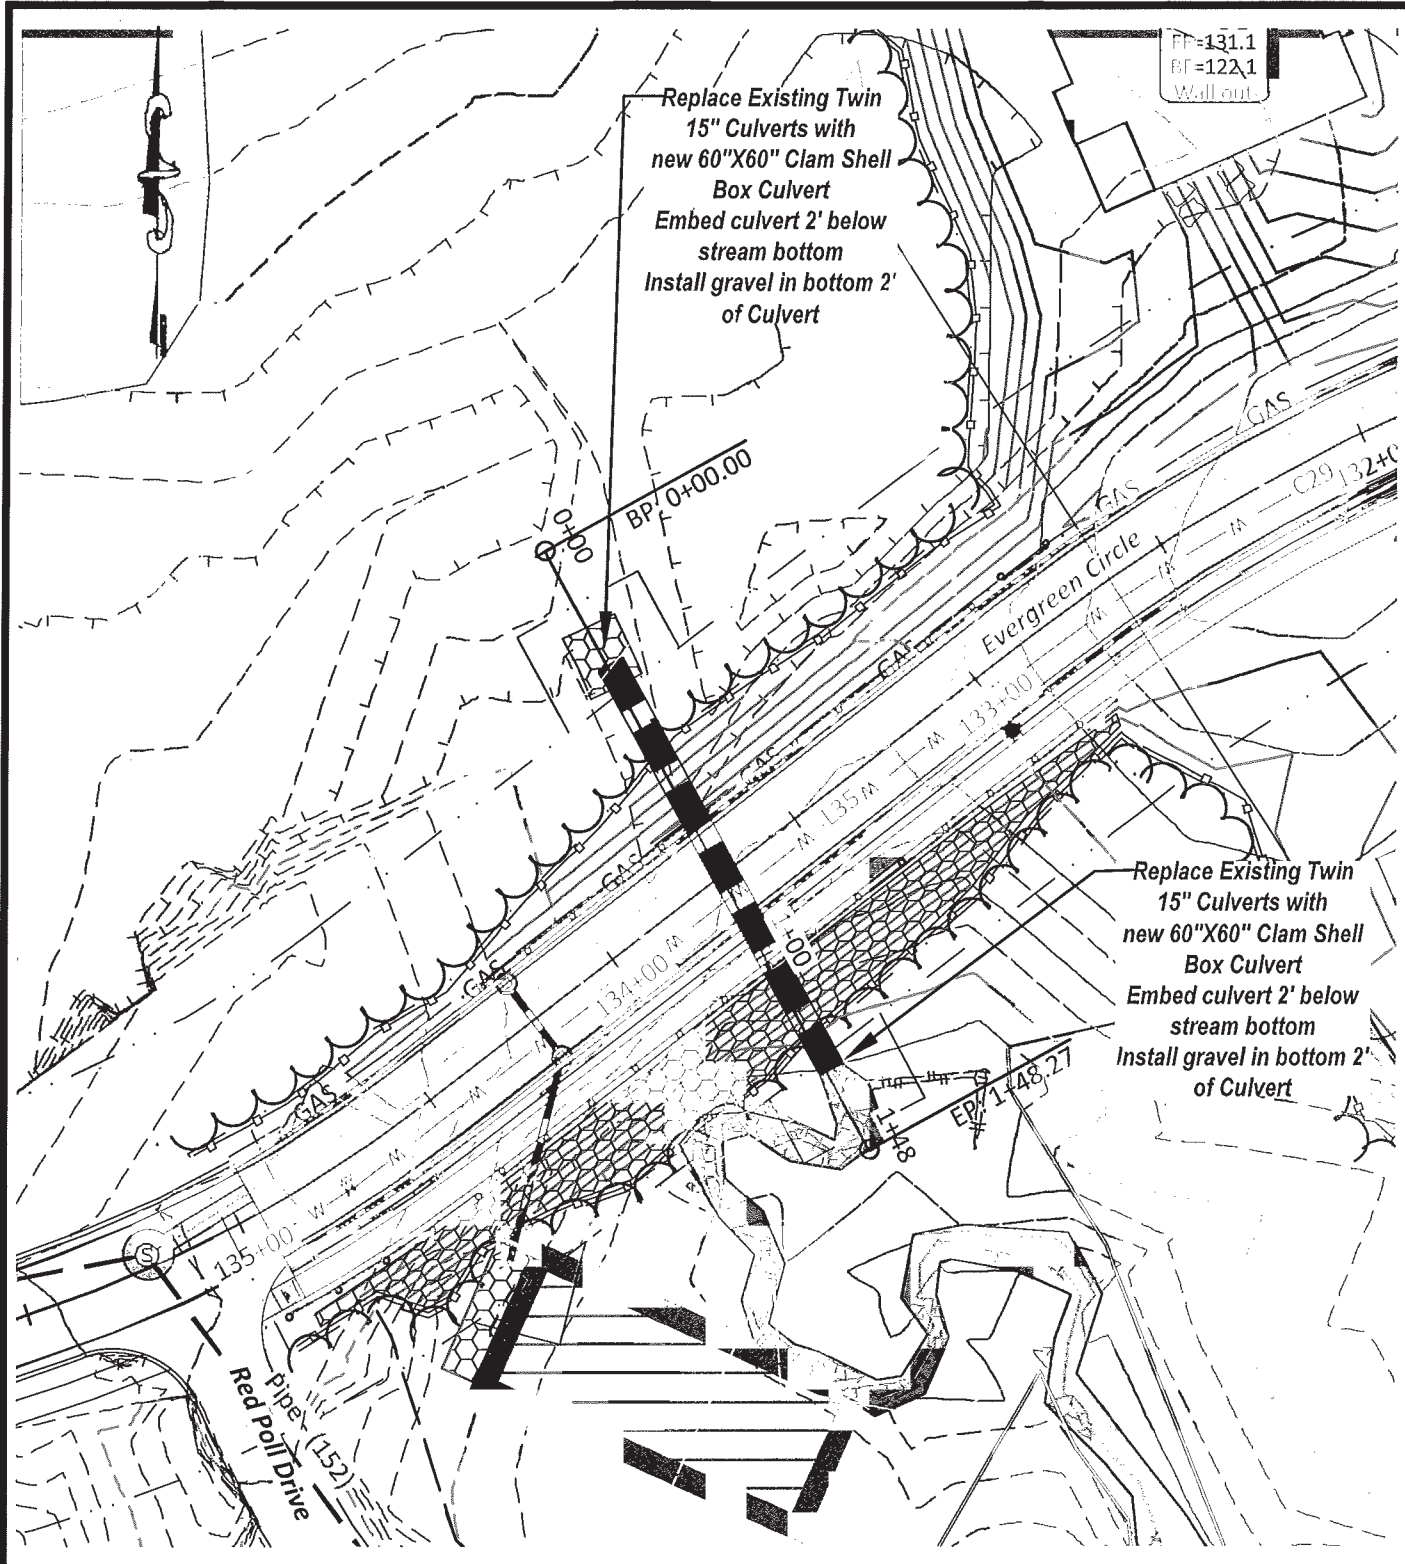 FF=131.1
BF=122.1
Wall out
Replace Existing Twin
15" Culverts with
new 60"X60" Clam Shell
Box Culvert
Embed culvert 2' below
stream bottom
Install gravel in bottom 2'
of Culvert
GAS
C29
132+0
GAS
BP: 0+00.00
0+00
W
Evergreen Circle
W
W
GAS
133+00
W
GAS
L35
W
W
GAS
Replace Existing Twin
15" Culverts with
new 60"X60" Clam Shell
Box Culvert
Embed culvert 2' below
stream bottom
Install gravel in bottom 2'
of Culvert
+00
W
134+00
GAS
EP: 1+48.27
1+48
GAS
W
W
W
135+00
S
Pipe (152)
Red Poll Drive